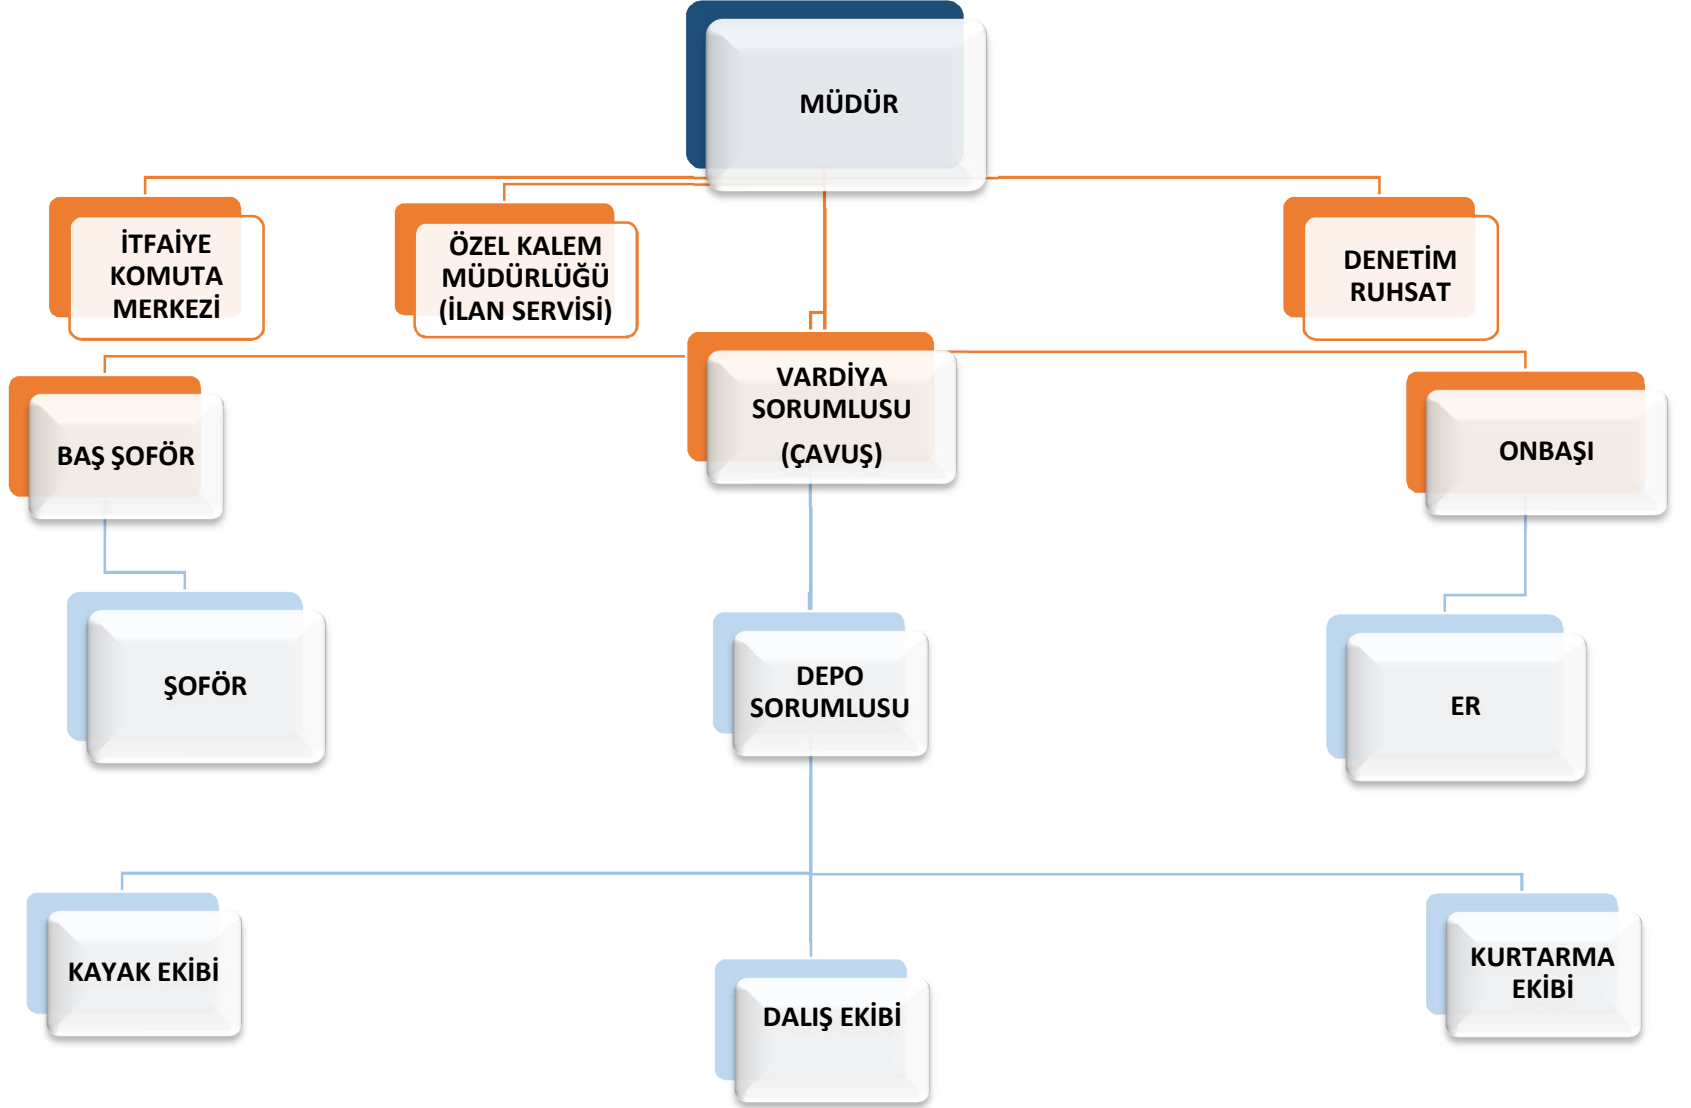 MÜDÜR
İTFAİYE
KOMUTA
MERKEZİ
ÖZEL KALEM
MÜDÜRLÜĞÜ
(İLAN SERVİSİ)
DENETİM
RUHSAT
VARDİYA
SORUMLUSU
(ÇAVUŞ)
BAŞ ŞOFÖR
ONBAŞI
ŞOFÖR
DEPO
SORUMLUSU
ER
KAYAK EKİBİ
DALIŞ EKİBİ
KURTARMA
EKİBİ